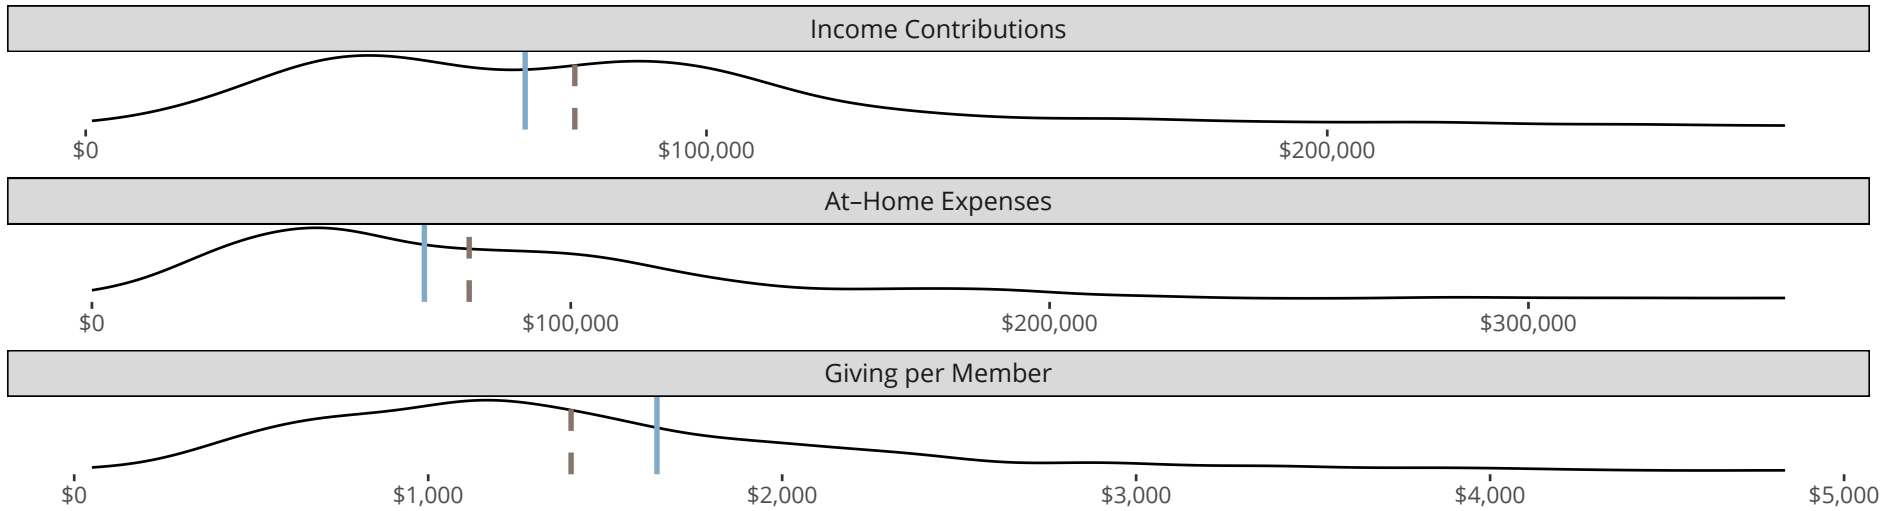 Income Contributions
$0 $100,000 $200,000
At–Home Expenses
$0 $100,000 $200,000 $300,000
Giving per Member
$0 $1,000 $2,000 $3,000 $4,000 $5,000